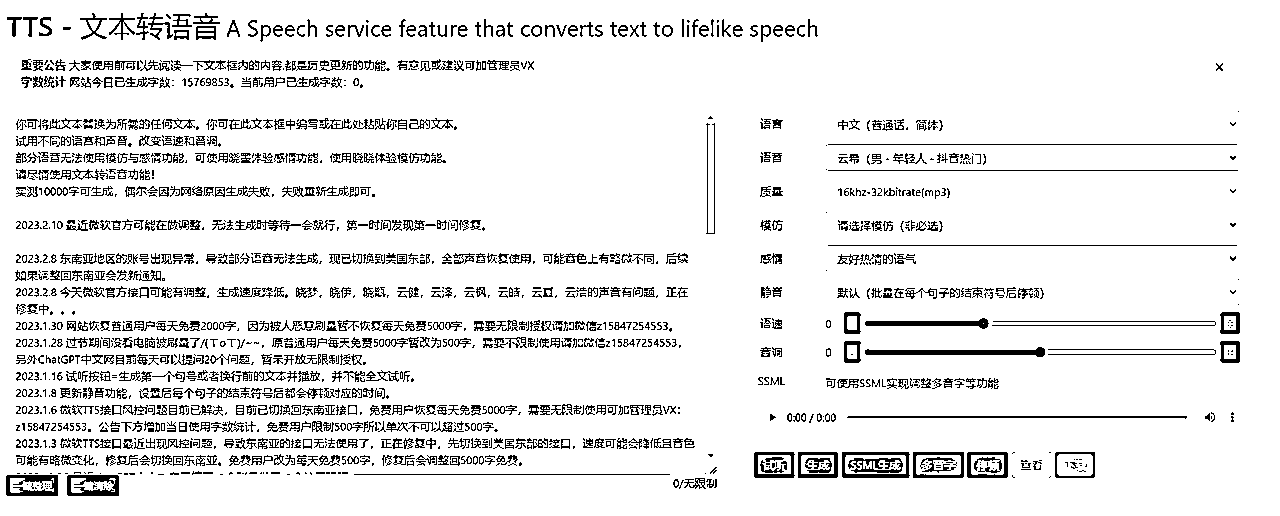 TTS - 文本转语音 A Speech service feature that converts text to lifelike speech
重要公告 大家使用前可以先阅读一下文本框内的内容,都是历史更新的功能。有意见或建议可加管理员VX
字数统计 网站今日已生成字数：15769853。当前用户已生成字数：0。
×
你可将此文本替换为所需的任何文本。你可在此文本框中编写或在此处粘贴你自己的文本。
试用不同的语言和声音。改变语速和音调。
部分语言无法使用模仿与感情功能，可使用晓墨体验感情功能，使用晓晓体验模仿功能。
请尽情使用文本转语音功能！
实测10000字可生成，偶尔会因为网络原因生成失败，失败重新生成即可。
2023.2.10 最近微软官方可能在做调整，无法生成时等待一会就行，第一时间发现第一时间修复。
2023.2.8 东南亚地区的账号出现异常，导致部分语言无法生成，现已切换到美国东部，全部声音恢复使用，可能音色上有略微不同，后续
如果调整回东南亚会发新通知。
2023.2.8 今天微软官方接口可能有调整，生成速度降低，晓梦，晓伊，晓甄，云健，云泽，云枫，云皓，云夏，云浩的声音有问题，正在
修复中。。。
2023.1.30 网站恢复普通用户每天免费2000字，因为被人恶意刷量暂不恢复每天免费5000字，需要无限制授权请加微信z15847254553。
2023.1.28 过节期间没看电脑被刷量了/(ToT)/~~，原普通用户每天免费5000字暂改为500字，需要不限制使用请加微信z15847254553，
另外ChatGPT中文网目前每天可以提问20个问题，暂未开放无限制授权。
2023.1.16 试听按钮=生成第一个句号或者换行前的文本并播放，并不能全文试听。
2023.1.8 更新静音功能，设置后每个句子的结束符号后都会停顿对应的时间。
2023.1.6 微软TTS接口风控问题目前已解决，目前已切换回东南亚接口，免费用户恢复每天免费5000字，需要无限制使用可加管理员VX：
z15847254553。公告下方增加当日使用字数统计，免费用户限制500字所以单次不可以超过500字。
2023.1.3 微软TTS接口最近出现风控问题，导致东南亚的接口无法使用了，正在修复中，先切换到美国东部的接口，速度可能会降低且音色
可能有略微变化，修复后会切换回东南亚。免费用户改为每天免费500字，修复后会调整回5000字免费。
0/无限制
语言 中文（普通话，简体）
语音 云希（男 - 年轻人 - 抖音热门）
质量 16khz-32kbitrate(mp3)
模仿 请选择模仿（非必选）
感情 友好热情的语气
静音 默认（批量在每个句子的结束符号后停顿）
语速 0
音调 0
SSML 可使用SSML实现调整多音字等功能
0:00 / 0:00
试听 生成 SSML生成 多音字 停顿 查看